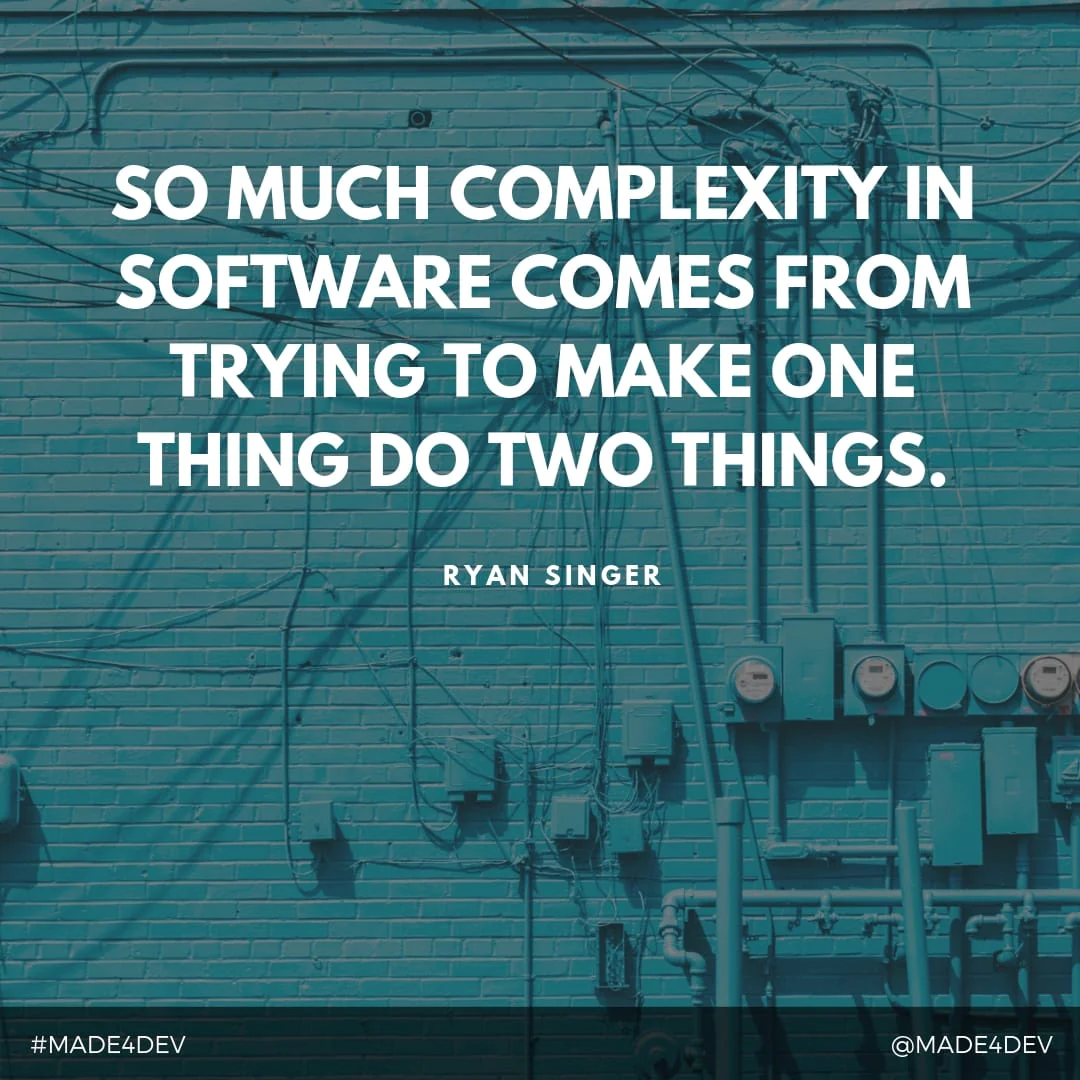 SO MUCH COMPLEXITY IN
SOFTWARE COMES FROM
TRYING TO MAKE ONE
THING DO TWO THINGS.
RYAN SINGER
#MADE4DEV
@MADE4DEV